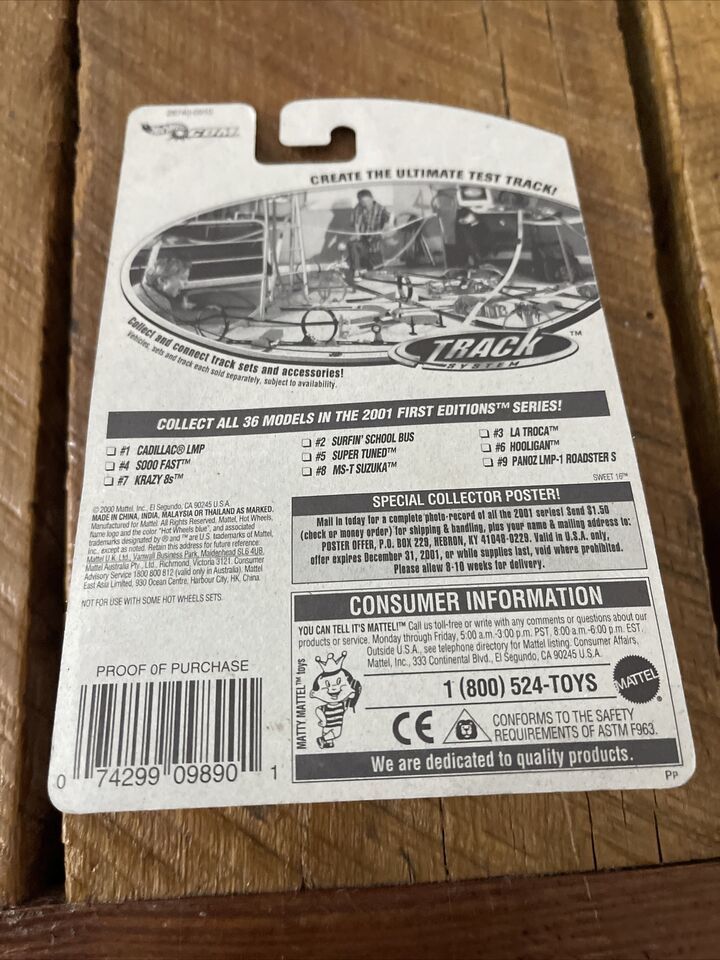 HOT WHEELS .COM
CREATE THE ULTIMATE TEST TRACK!
Collect and connect track sets and accessories!
Vehicles, sets and track each sold separately, subject to availability.
TRACK™
SYSTEM
COLLECT ALL 36 MODELS IN THE 2001 FIRST EDITIONS™ SERIES!
❏ #1 CADILLAC® LMP ❏ #2 SURFIN' SCHOOL BUS ❏ #3 LA TROCA™
❏ #4 SOOO FAST™ ❏ #5 SUPER TUNED™ ❏ #6 HOOLIGAN™
❏ #7 KRAZY 8s™ ❏ #8 MS-T SUZUKA™ ❏ #9 PANOZ LMP-1 ROADSTER S
SWEET 16™
© 2000 Mattel, Inc., El Segundo, CA 90245 U.S.A.
MADE IN CHINA, INDIA, MALAYSIA OR THAILAND AS MARKED.
Manufactured for Mattel. All Rights Reserved. Mattel, Hot Wheels,
flame logo and the color "Hot Wheels blue", and associated
trademarks designated by ® and ™ are U.S. trademarks of Mattel,
Inc., except as noted. Retain this address for future reference:
Mattel U.K. Ltd., Vanwall Business Park, Maidenhead SL6 4UB.
Mattel Australia Pty., Ltd., Richmond, Victoria 3121. Consumer
Advisory Service 1800 800 812 (valid only in Australia). Mattel
East Asia Limited, 930 Ocean Centre, Harbour City, HK, China.
NOT FOR USE WITH SOME HOT WHEELS SETS.
SPECIAL COLLECTOR POSTER!
Mail in today for a complete photo-record of all the 2001 series! Send $1.50
(check or money order) for shipping & handling, plus your name & mailing address to:
POSTER OFFER, P.O. BOX 229, HEBRON, KY 41048-0229. Valid in U.S.A. only,
offer expires December 31, 2001, or while supplies last, void where prohibited.
Please allow 8-10 weeks for delivery.
CONSUMER INFORMATION
YOU CAN TELL IT'S MATTEL!™ Call us toll-free or write with any comments or questions about our
products or service. Monday through Friday, 5:00 a.m.-3:00 p.m. PST, 8:00 a.m.-6:00 p.m. EST.
Outside U.S.A., see telephone directory for Mattel listing. Consumer Affairs,
Mattel, Inc., 333 Continental Blvd., El Segundo, CA 90245 U.S.A.
MATTY MATTEL™ toys
1 (800) 524-TOYS
MATTEL®
CE
CONFORMS TO THE SAFETY
REQUIREMENTS OF ASTM F963.
We are dedicated to quality products.
PROOF OF PURCHASE
0 74299 09890 1
PP